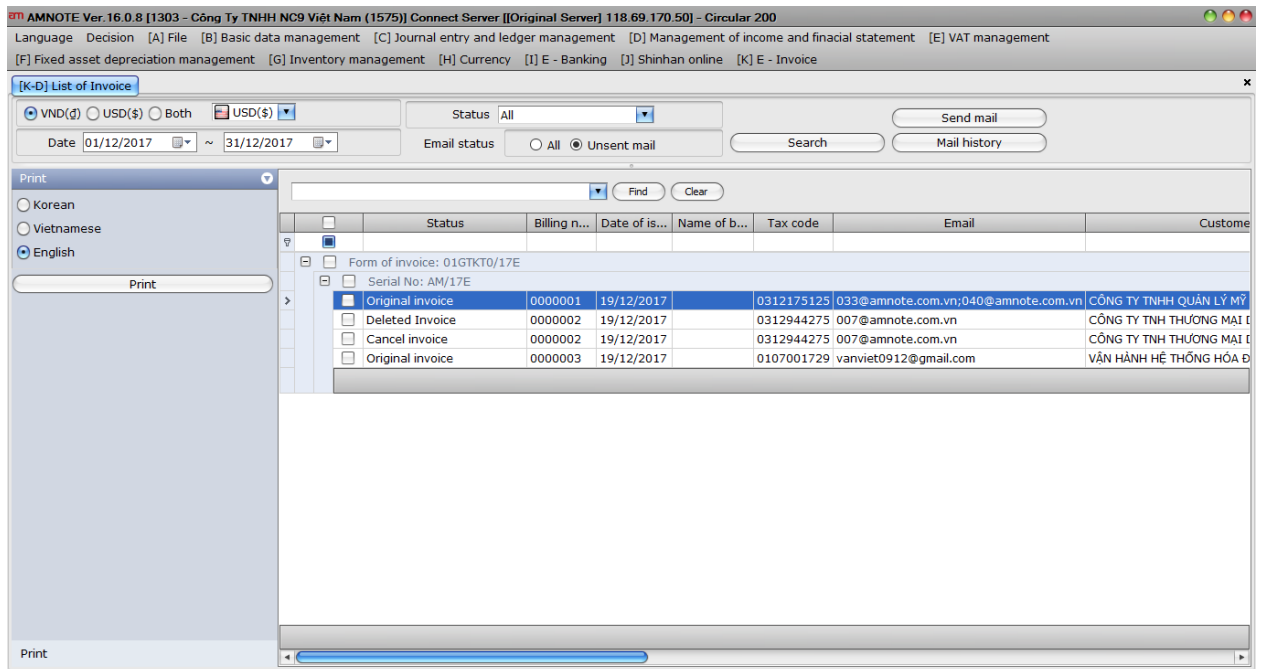 am AMNOTE Ver. 16.0.8 [1303 - Công Ty TNHH NC9 Việt Nam (1575)] Connect Server [[Original Server] 118.69.170.50] - Circular 200
Language Decision [A] File [B] Basic data management [C] Journal entry and ledger management [D] Management of income and finacial statement [E] VAT management
[F] Fixed asset depreciation management [G] Inventory management [H] Currency [I] E - Banking [J] Shinhan online [K] E - Invoice
[K-D] List of Invoice x
VND(₫) USD($) Both USD($) Status All Send mail
Date 01/12/2017 ~ 31/12/2017 Email status All Unsent mail Search Mail history
Print
Korean
Vietnamese
English
Print
Find Clear
Status Billing n... Date of is... Name of b... Tax code Email Custome
Form of invoice: 01GTKT0/17E
Serial No: AM/17E
Original invoice 0000001 19/12/2017 0312175125 033@amnote.com.vn;040@amnote.com.vn CÔNG TY TNHH QUẢN LÝ MỸ
Deleted Invoice 0000002 19/12/2017 0312944275 007@amnote.com.vn CÔNG TY TNH THƯƠNG MẠI
Cancel invoice 0000002 19/12/2017 0312944275 007@amnote.com.vn CÔNG TY TNH THƯƠNG MẠI
Original invoice 0000003 19/12/2017 0107001729 vanviet0912@gmail.com VẬN HÀNH HỆ THỐNG HÓA Đ
Print